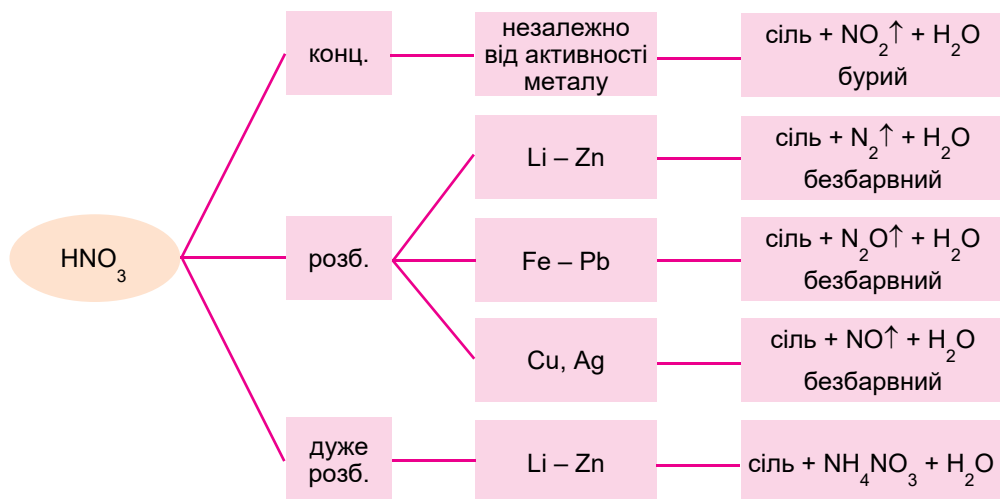 HNO₃
конц.
незалежно
від активності
металу
сіль + NO₂↑ + H₂O
бурий
розб.
Li – Zn
сіль + N₂↑ + H₂O
безбарвний
Fe – Pb
сіль + N₂O↑ + H₂O
безбарвний
Cu, Ag
сіль + NO↑ + H₂O
безбарвний
дуже
розб.
Li – Zn
сіль + NH₄NO₃ + H₂O